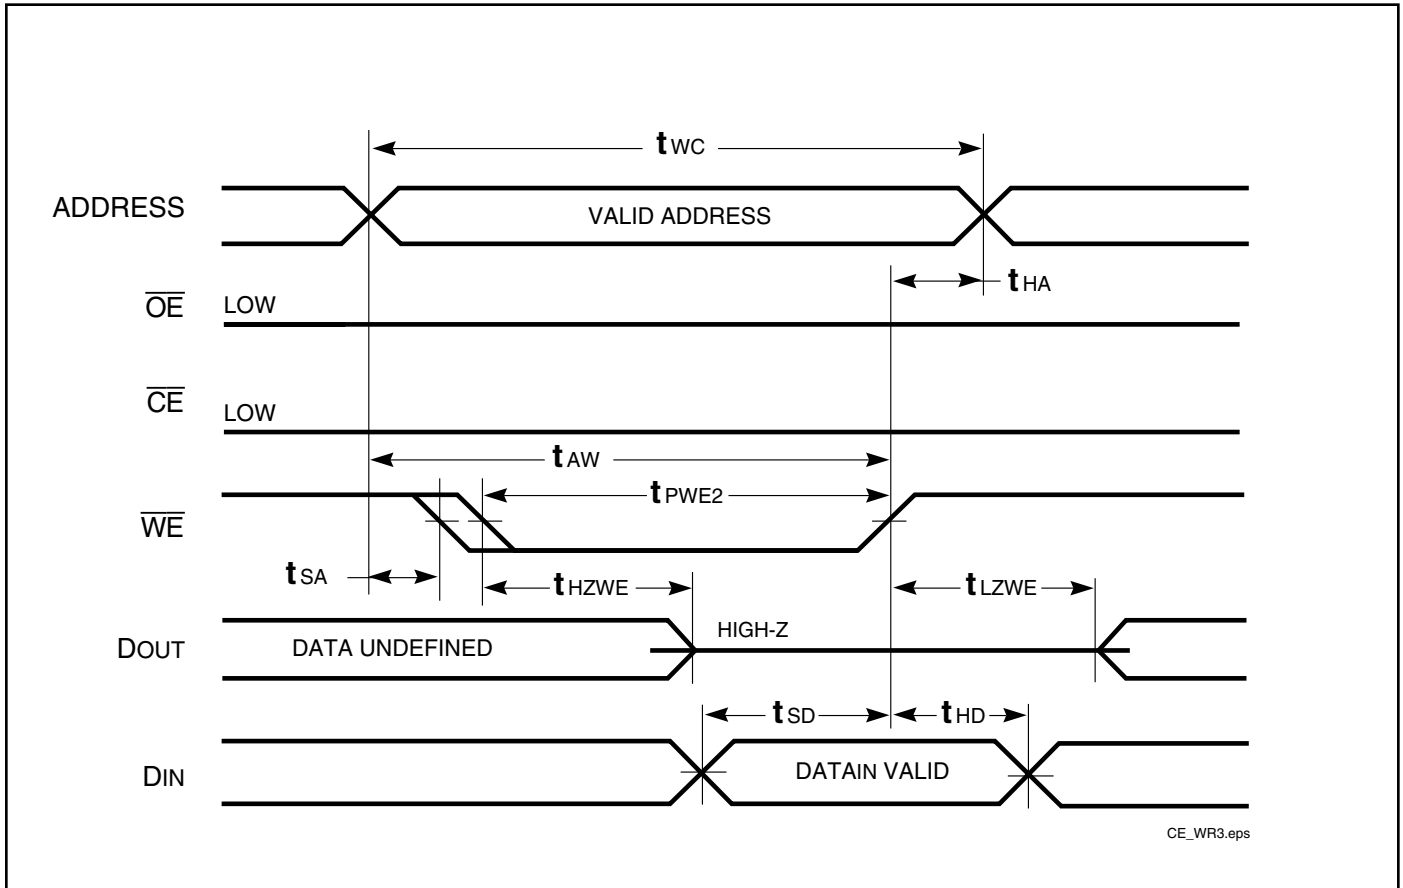 tWC
ADDRESS
VALID ADDRESS
tHA
OE
LOW
CE
LOW
tAW
tPWE2
WE
tSA
tHZWE
tLZWE
DOUT
DATA UNDEFINED
HIGH-Z
tSD
tHD
DIN
DATAIN VALID
CE_WR3.eps